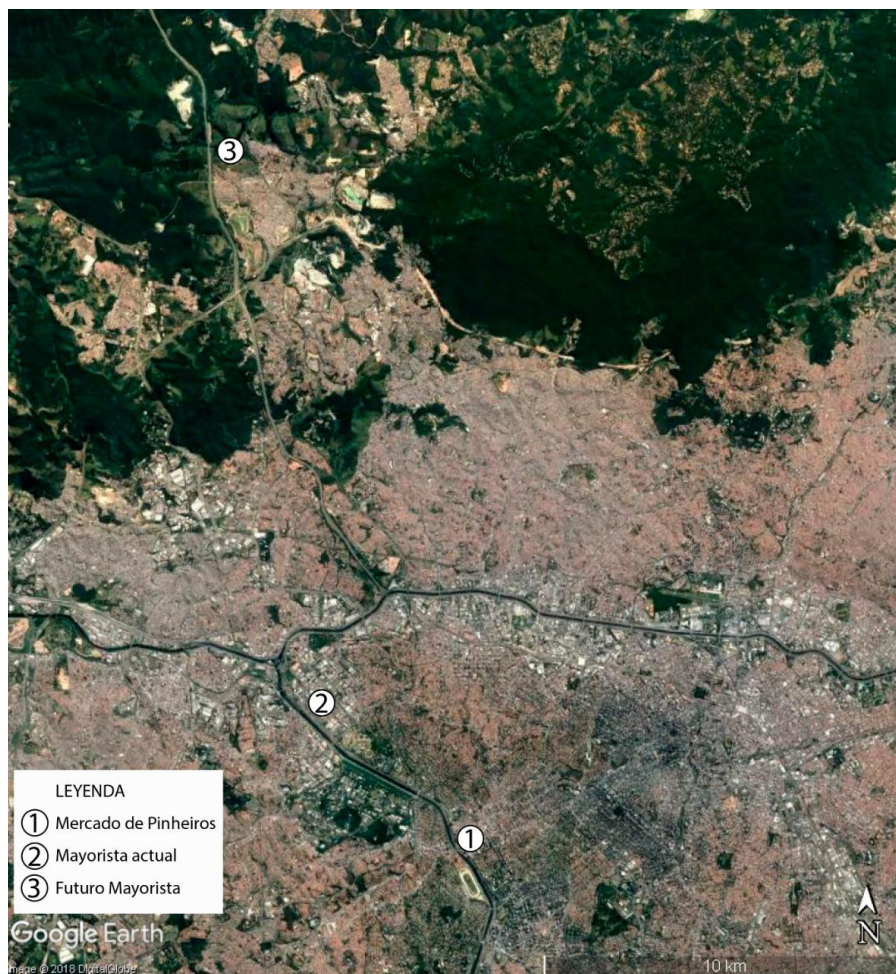 3
2
1
LEYENDA
1 Mercado de Pinheiros
2 Mayorista actual
3 Futuro Mayorista
Google Earth
N
Image © 2018 DigitalGlobe
10 km